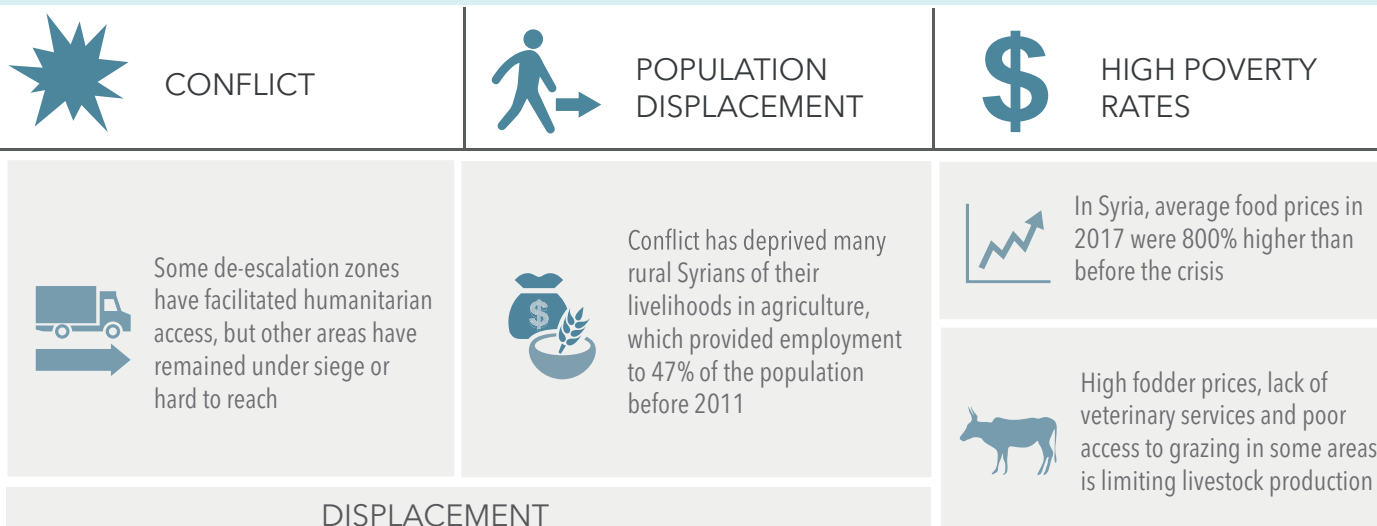 CONFLICT
POPULATION
DISPLACEMENT
$
HIGH POVERTY
RATES
Some de-escalation zones
have facilitated humanitarian
access, but other areas have
remained under siege or
hard to reach
$
Conflict has deprived many
rural Syrians of their
livelihoods in agriculture,
which provided employment
to 47% of the population
before 2011
In Syria, average food prices in
2017 were 800% higher than
before the crisis
High fodder prices, lack of
veterinary services and poor
access to grazing in some areas
is limiting livestock production
DISPLACEMENT